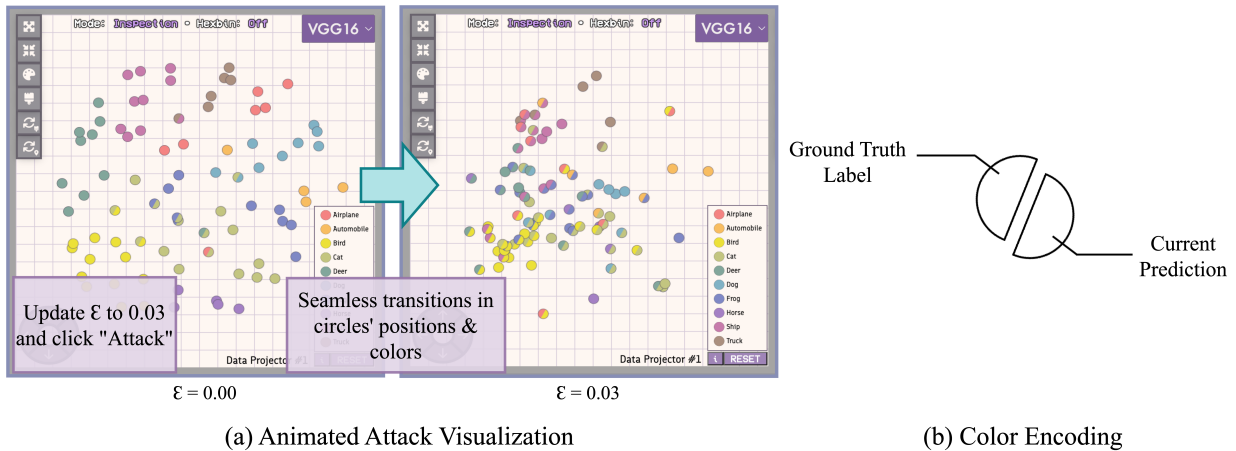 Mode: Inspection - Hexbin: Off
VGG16
Airplane
Automobile
Bird
Cat
Deer
Update Ɛ to 0.03
and click "Attack"
Data Projector #1
Ɛ = 0.00
Seamless transitions in
circles' positions &
colors
Mode: Inspection - Hexbin: Off
VGG16
Airplane
Automobile
Bird
Cat
Deer
Dog
Frog
Horse
Ship
Truck
Data Projector #1
i RESET
Ɛ = 0.03
(a) Animated Attack Visualization
Ground Truth
Label
Current
Prediction
(b) Color Encoding